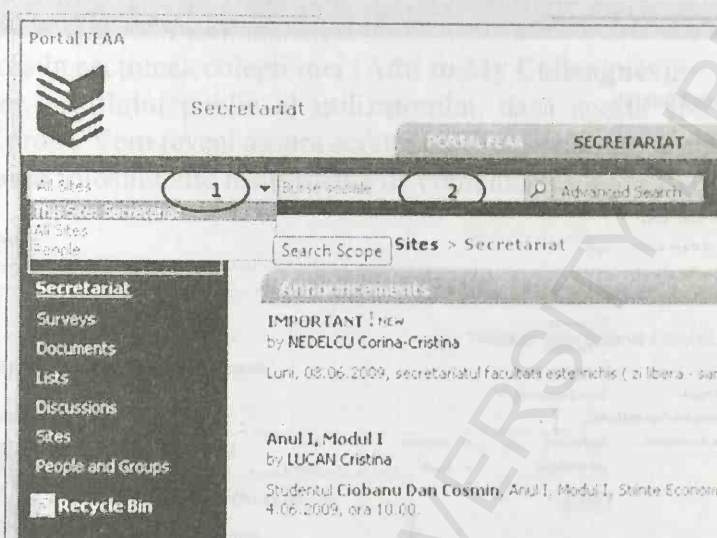 Portal FEAA
Secretariat
PORTAL FEAA SECRETARIAT
All Sites 1 2 Advanced Search
This Site: Secretariat
All Sites
People
Search Scope Sites > Secretariat
Secretariat
Announcements
Surveys
IMPORTANT ! NEW
by NEDELCU Corina-Cristina
Documents
Lists
Luni, 08.06.2009, secretariatul facultatii este inchis ( zi libera -
Discussions
Sites
Anul I, Modul I
People and Groups
by LUCAN Cristina
Recycle Bin
Studentul Ciobanu Dan Cosmin, Anul I, Modul I, Stiinte Econom
4.06.2009, ora 10.00.
UNIVERSITY